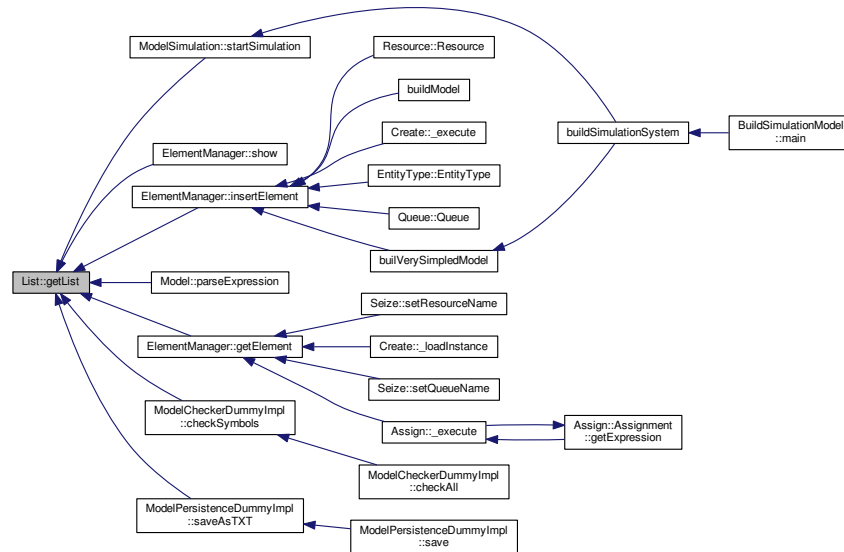 ModelSimulation::startSimulation
Resource::Resource
buildModel
Create::_execute
buildSimulationSystem
BuildSimulationModel
::main
ElementManager::show
EntityType::EntityType
ElementManager::insertElement
Queue::Queue
builVerySimpledModel
List::getList
Model::parseExpression
Seize::setResourceName
ElementManager::getElement
Create::_loadInstance
Seize::setQueueName
ModelCheckerDummyImpl
::checkSymbols
Assign::_execute
Assign::Assignment
::getExpression
ModelCheckerDummyImpl
::checkAll
ModelPersistenceDummyImpl
::saveAsTXT
ModelPersistenceDummyImpl
::save